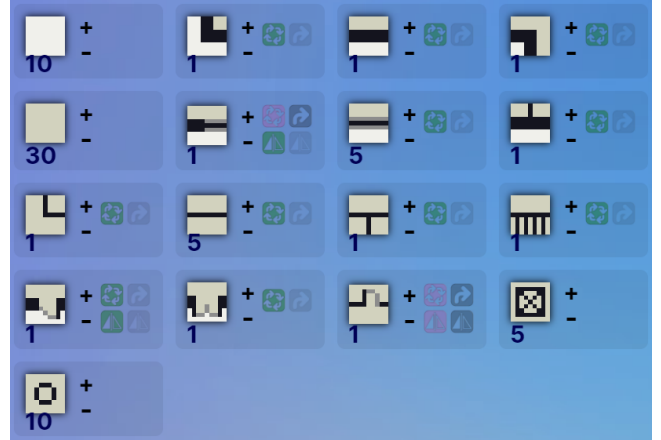 10 + - 1 + - 1 + - 1 + -
30 + - 1 + - 5 + - 1 + -
1 + - 5 + - 1 + - 1 + -
1 + - 1 + - 1 + - 5 + -
10 + -